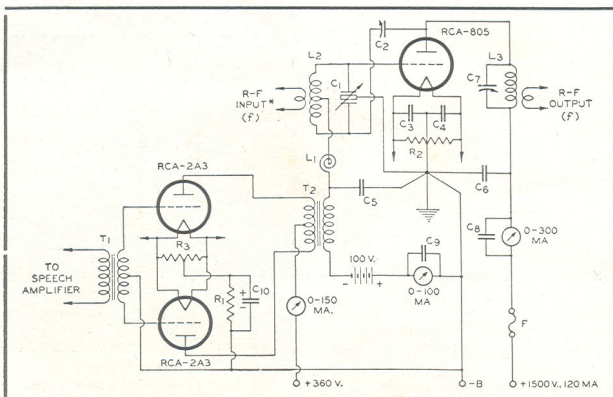 RCA-805
C2
L2
L3
C7
R-F
INPUT*
(f)
C1
R-F
OUTPUT
(f)
C3
C4
R2
L1
RCA-2A3
T2
C5
C6
R3
T1
C8
0-300
MA
C9
100 V.
- +
TO
SPEECH
AMPLIFIER
R1
+
-
C10
0-150
MA.
0-100
MA
F
RCA-2A3
+360 V.
-B
+1500 V., 120 MA